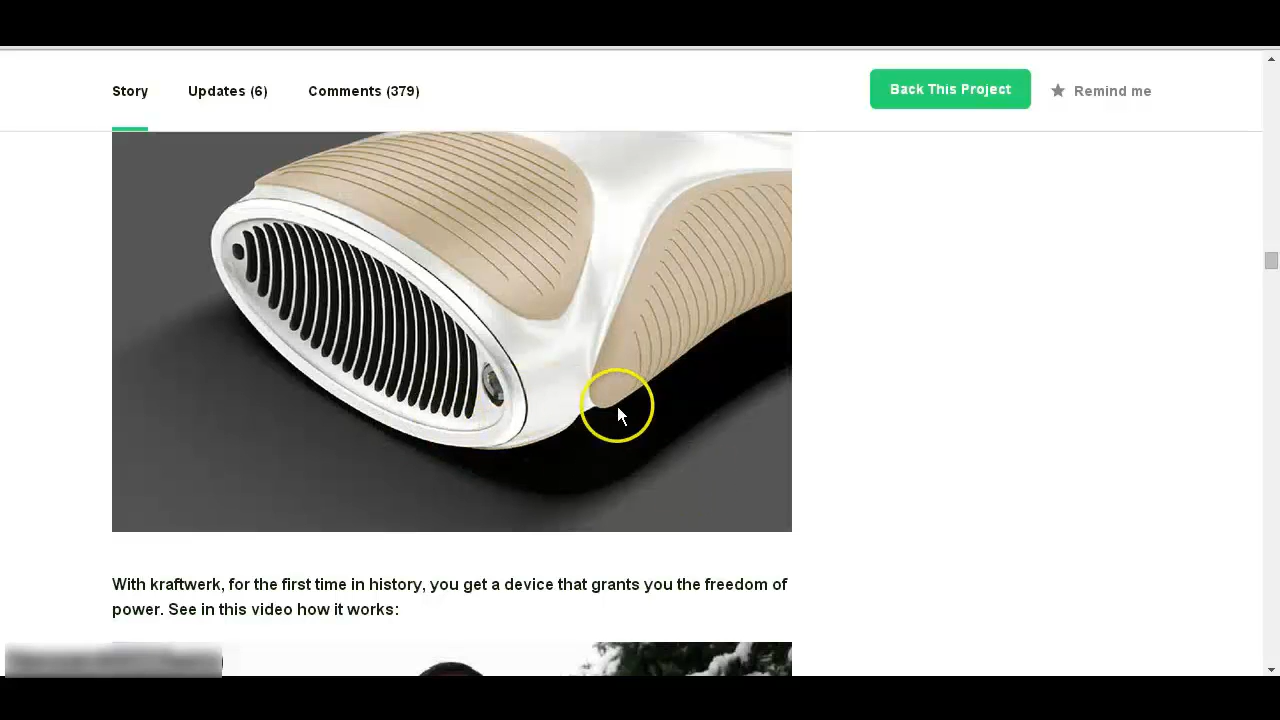 Story
Updates (6)
Comments (379)
Back This Project
Remind me
With kraftwerk, for the first time in history, you get a device that grants you the freedom of
power. See in this video how it works: